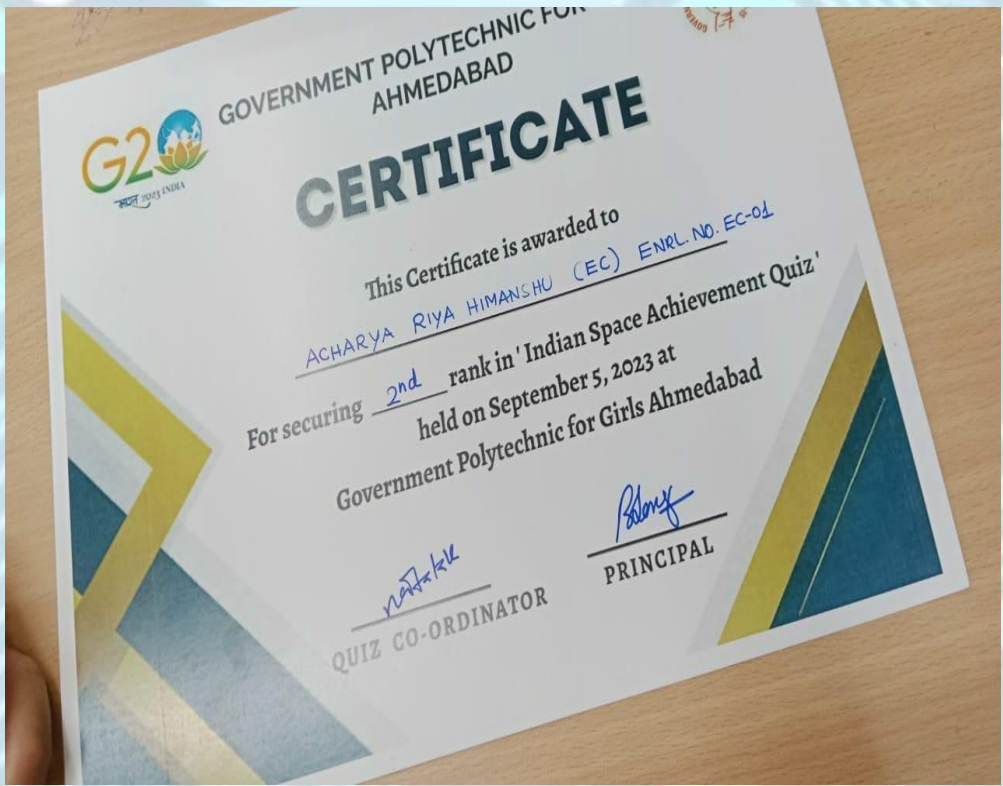 GOVERNMENT POLYTECHNIC FOR
AHMEDABAD
G20
भारत 2023 INDIA
CERTIFICATE
This Certificate is awarded to
ACHARYA RIYA HIMANSHU (EC) ENRL. NO. EC-01
For securing 2nd rank in ' Indian Space Achievement Quiz '
held on September 5, 2023 at
Government Polytechnic for Girls Ahmedabad
QUIZ CO-ORDINATOR
PRINCIPAL